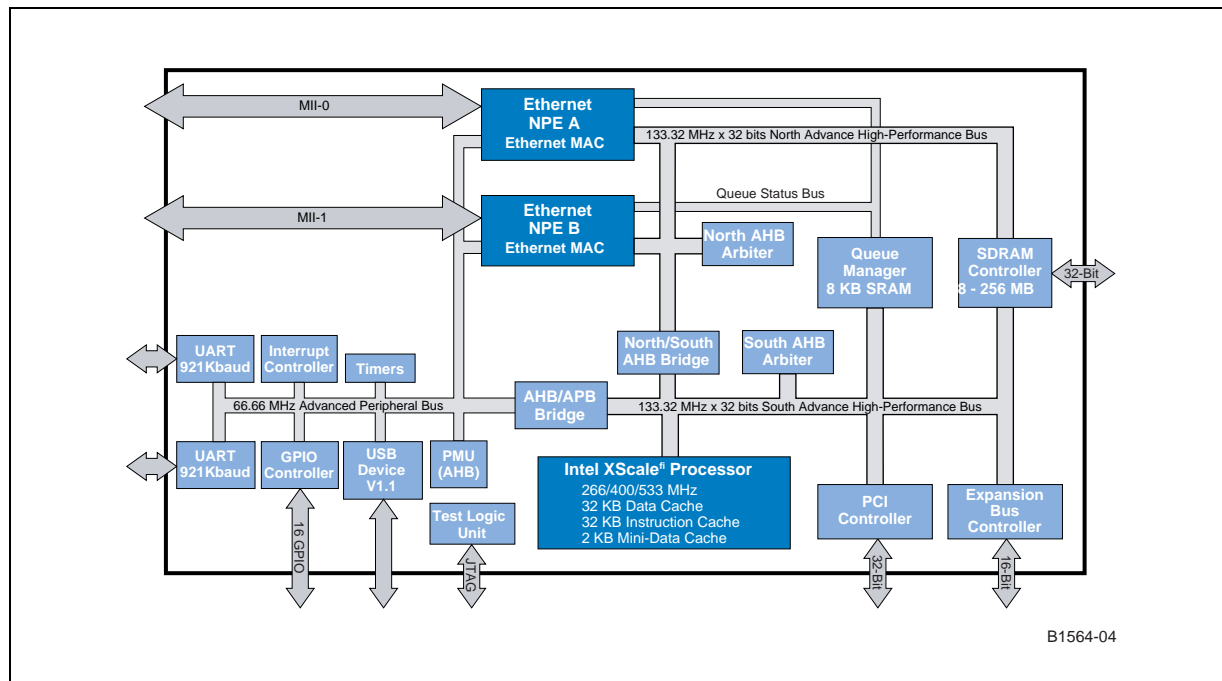 MII-0
Ethernet
NPE A
Ethernet MAC
133.32 MHz x 32 bits North Advance High-Performance Bus
Queue Status Bus
MII-1
Ethernet
NPE B
Ethernet MAC
North AHB
Arbiter
Queue
Manager
8 KB SRAM
SDRAM
Controller
8 - 256 MB
32-Bit
UART
921Kbaud
Interrupt
Controller
Timers
North/South
AHB Bridge
South AHB
Arbiter
66.66 MHz Advanced Peripheral Bus
AHB/APB
Bridge
133.32 MHz x 32 bits South Advance High-Performance Bus
UART
921Kbaud
GPIO
Controller
USB
Device
V1.1
PMU
(AHB)
Intel XScaleﬁ Processor
266/400/533 MHz
32 KB Data Cache
32 KB Instruction Cache
2 KB Mini-Data Cache
PCI
Controller
Expansion
Bus
Controller
Test Logic
Unit
16 GPIO
JTAG
32-Bit
16-Bit
B1564-04